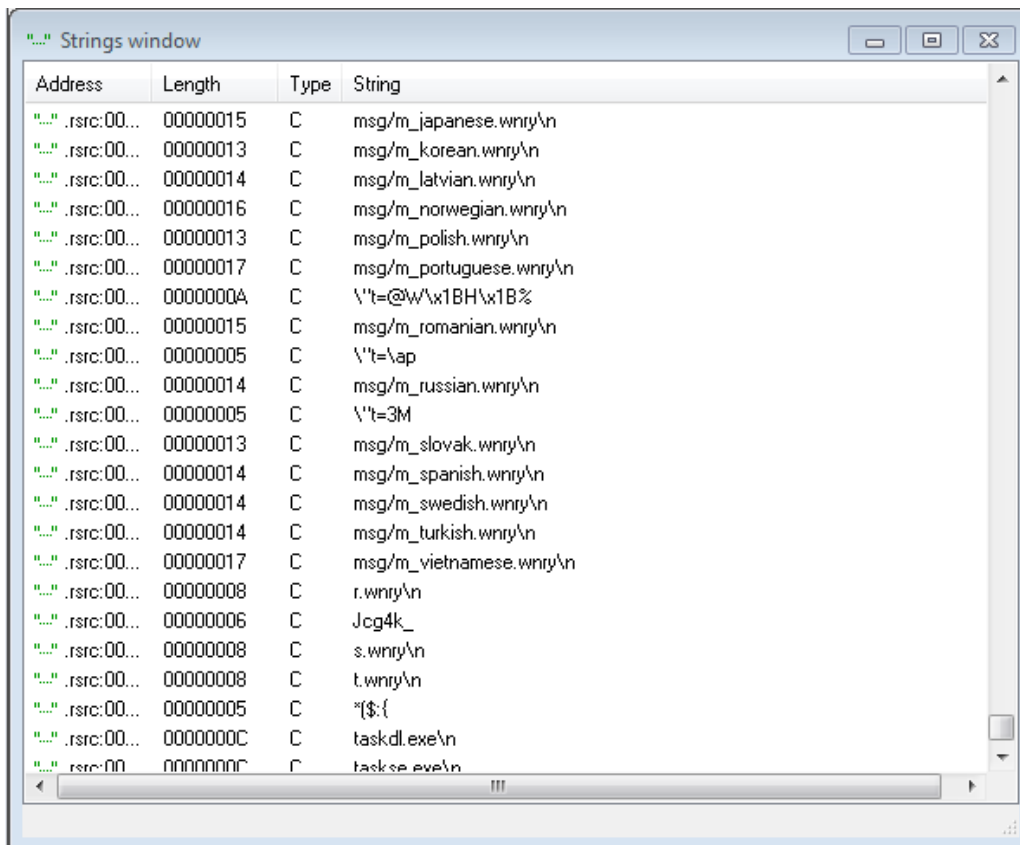 "..." Strings window
Address Length Type String
"..." .rsrc:00... 00000015 C msg/m_japanese.wnry\n
"..." .rsrc:00... 00000013 C msg/m_korean.wnry\n
"..." .rsrc:00... 00000014 C msg/m_latvian.wnry\n
"..." .rsrc:00... 00000016 C msg/m_norwegian.wnry\n
"..." .rsrc:00... 00000013 C msg/m_polish.wnry\n
"..." .rsrc:00... 00000017 C msg/m_portuguese.wnry\n
"..." .rsrc:00... 0000000A C \"t=@W\x1BH\x1B%
"..." .rsrc:00... 00000015 C msg/m_romanian.wnry\n
"..." .rsrc:00... 00000005 C \"t=\ap
"..." .rsrc:00... 00000014 C msg/m_russian.wnry\n
"..." .rsrc:00... 00000005 C \"t=3M
"..." .rsrc:00... 00000013 C msg/m_slovak.wnry\n
"..." .rsrc:00... 00000014 C msg/m_spanish.wnry\n
"..." .rsrc:00... 00000014 C msg/m_swedish.wnry\n
"..." .rsrc:00... 00000014 C msg/m_turkish.wnry\n
"..." .rsrc:00... 00000017 C msg/m_vietnamese.wnry\n
"..." .rsrc:00... 00000008 C r.wnry\n
"..." .rsrc:00... 00000006 C Jcg4k_
"..." .rsrc:00... 00000008 C s.wnry\n
"..." .rsrc:00... 00000008 C t.wnry\n
"..." .rsrc:00... 00000005 C *($:{
"..." .rsrc:00... 0000000C C taskdl.exe\n
"..." .rsrc:00... 0000000C C taskse.exe\n